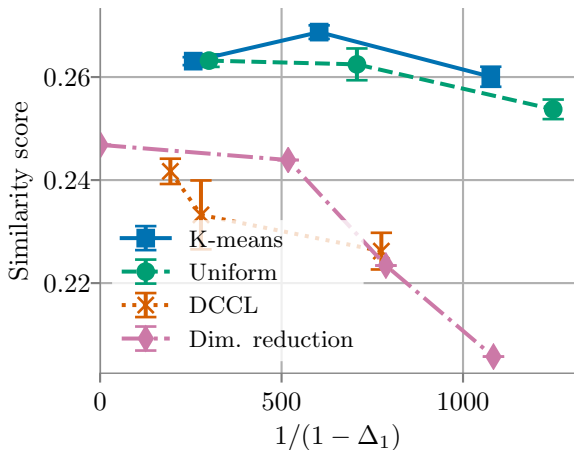 0.26
0.24
0.22
Similarity score
K-means
Uniform
DCCL
Dim. reduction
0 500 1000
1/(1 − Δ₁)